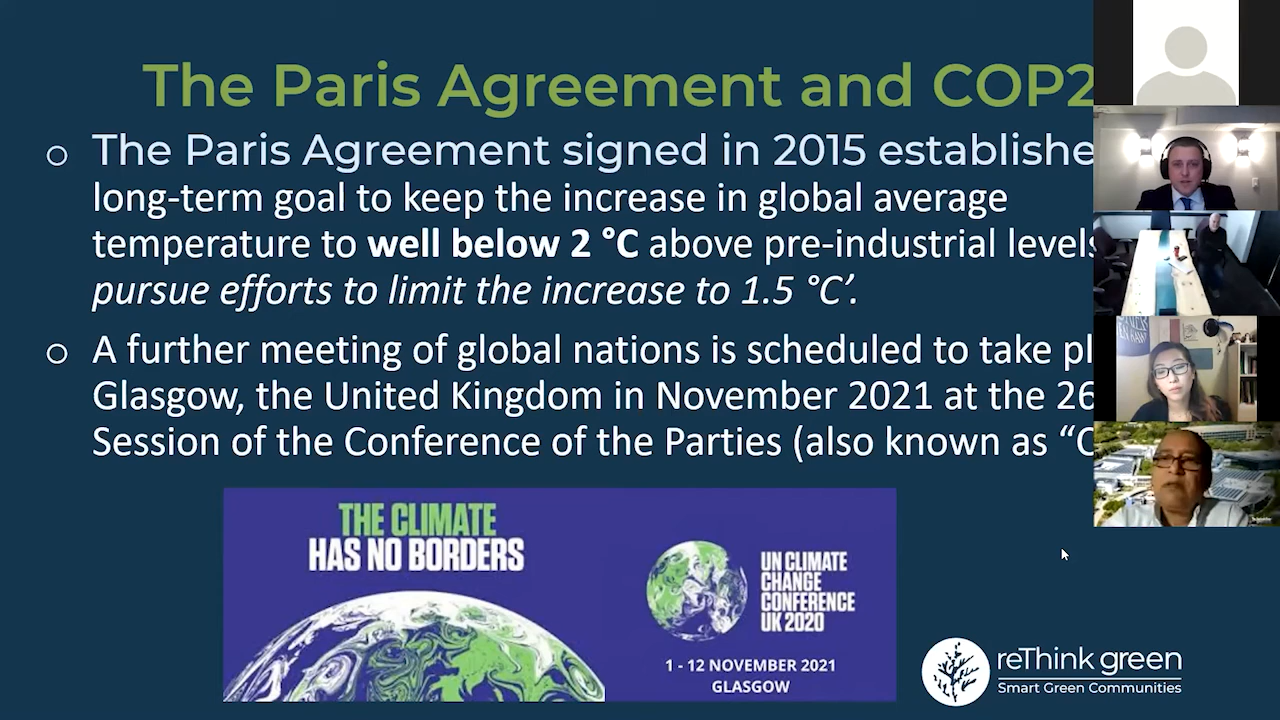 The Paris Agreement and COP2
The Paris Agreement signed in 2015 establishe
long-term goal to keep the increase in global average
temperature to well below 2 °C above pre-industrial levels
pursue efforts to limit the increase to 1.5 °C’.
A further meeting of global nations is scheduled to take pl
Glasgow, the United Kingdom in November 2021 at the 26
Session of the Conference of the Parties (also known as “C
THE CLIMATE
HAS NO BORDERS
UN CLIMATE
CHANGE
CONFERENCE
UK 2020
1 - 12 NOVEMBER 2021
GLASGOW
reThink green
Smart Green Communities